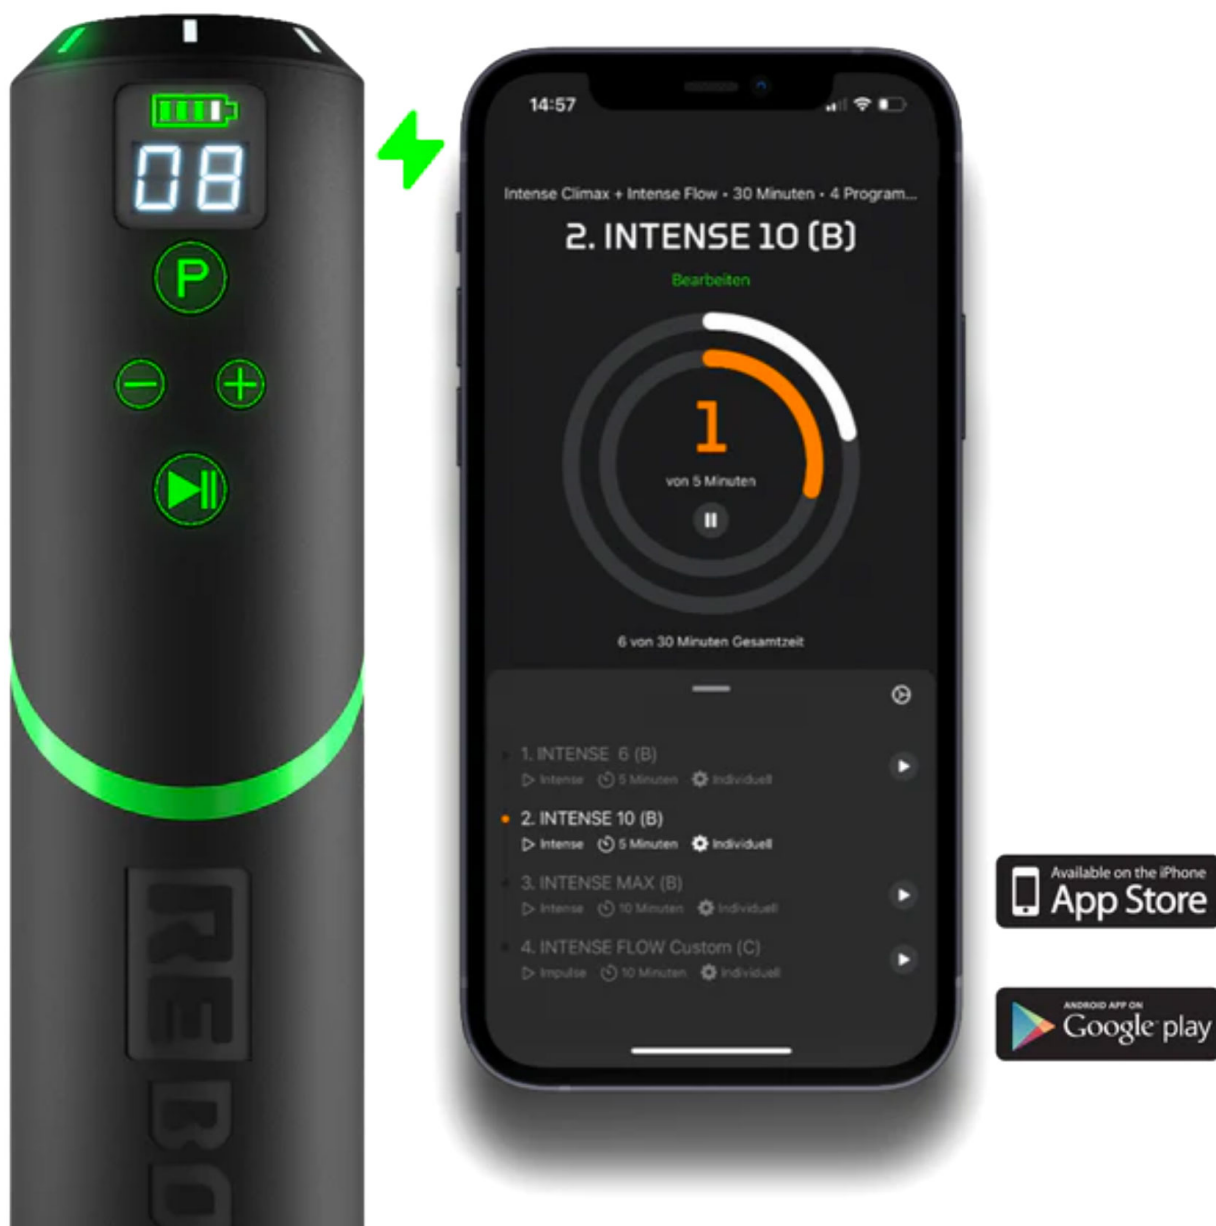 08
P
RE
BO
14:57
Intense Climax + Intense Flow • 30 Minuten • 4 Program...
2. INTENSE 10 (B)
Bearbeiten
1
von 5 Minuten
6 von 30 Minuten Gesamtzeit
1. INTENSE 6 (B)
Intense 5 Minuten Individuell
2. INTENSE 10 (B)
Intense 5 Minuten Individuell
3. INTENSE MAX (B)
Intense 10 Minuten Individuell
4. INTENSE FLOW Custom (C)
Impulse 10 Minuten Individuell
Available on the iPhone
App Store
ANDROID APP ON
Google play